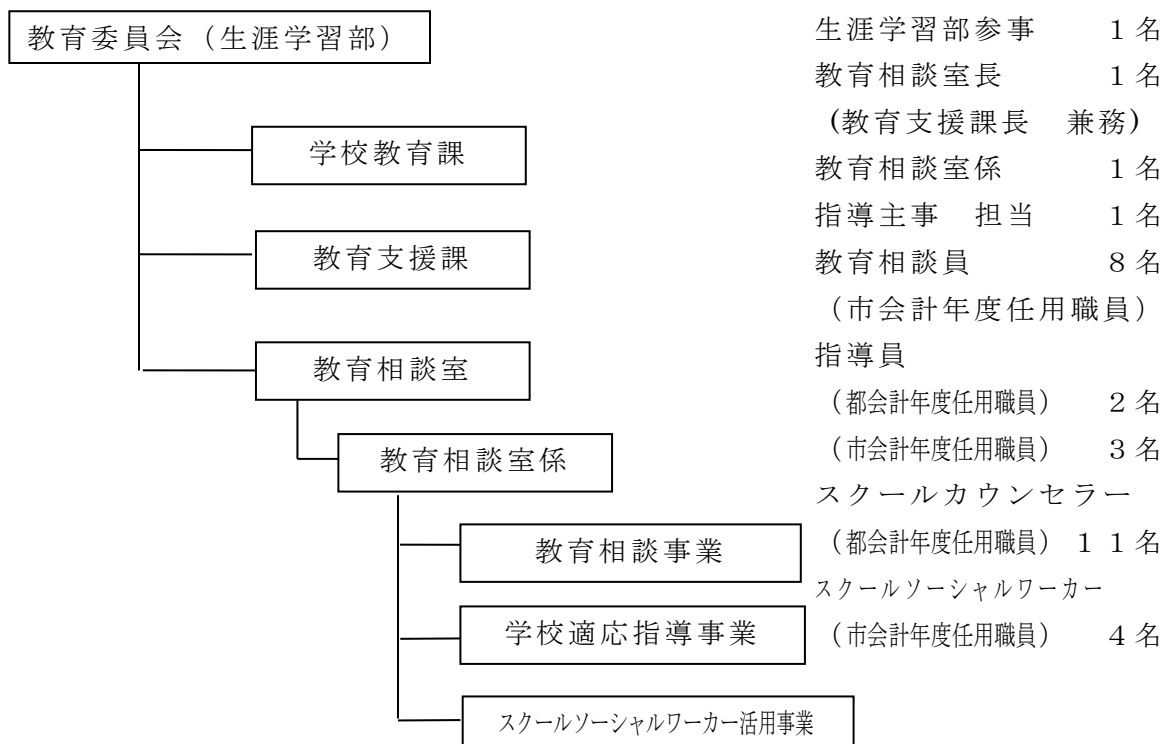 教育委員会（生涯学習部）
学校教育課
教育支援課
教育相談室
教育相談室係
教育相談事業
学校適応指導事業
スクールソーシャルワーカー活用事業
生涯学習部参事　　１名
教育相談室長　　　１名
（教育支援課長　兼務）
教育相談室係　　　１名
指導主事　担当　　１名
教育相談員　　　　８名
（市会計年度任用職員）
指導員
（都会計年度任用職員）　２名
（市会計年度任用職員）　３名
スクールカウンセラー
（都会計年度任用職員）１１名
スクールソーシャルワーカー
（市会計年度任用職員）　４名